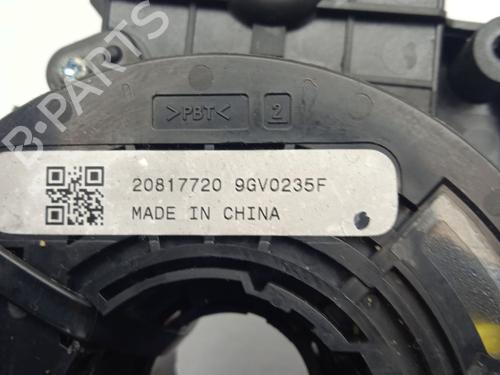 >PBT< 2
20817720 9GV0235F
MADE IN CHINA
B-PARTS